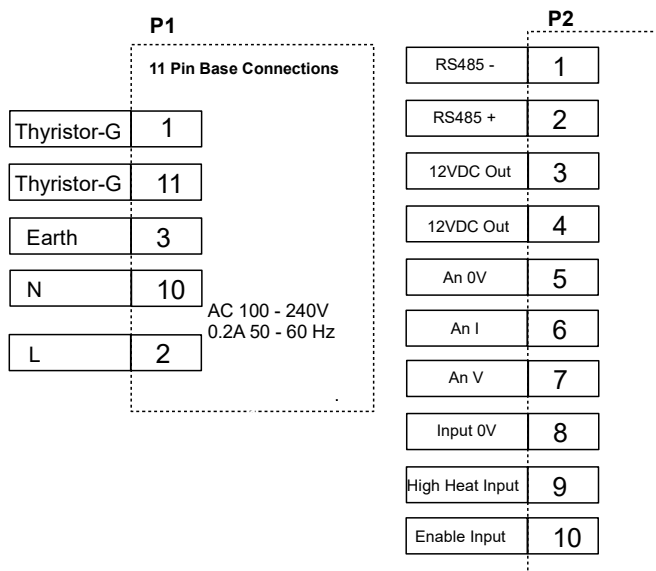 P1
11 Pin Base Connections
Thyristor-G 1
Thyristor-G 11
Earth 3
N 10
L 2
AC 100 - 240V
0.2A 50 - 60 Hz
P2
RS485 - 1
RS485 + 2
12VDC Out 3
12VDC Out 4
An 0V 5
An I 6
An V 7
Input 0V 8
High Heat Input 9
Enable Input 10